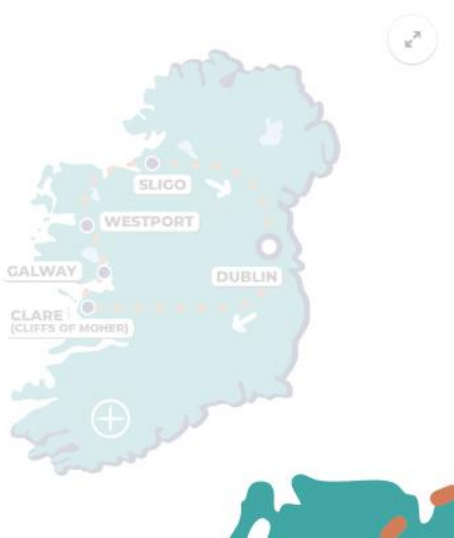 SLIGO
WESTPORT
GALWAY
DUBLIN
CLARE
(CLIFFS OF MOHER)